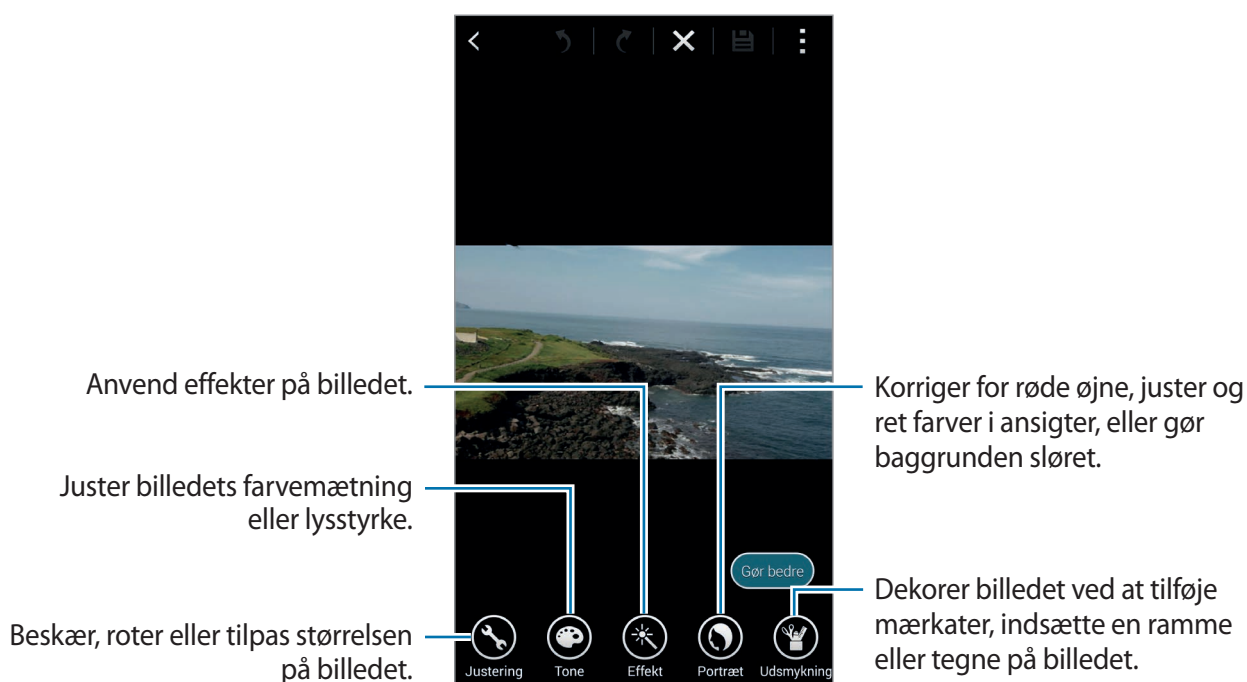 Anvend effekter på billedet.
Juster billedets farvemætning
eller lysstyrke.
Beskær, roter eller tilpas størrelsen
på billedet.
Korriger for røde øjne, juster og
ret farver i ansigter, eller gør
baggrunden sløret.
Gør bedre
Dekorer billedet ved at tilføje
mærkater, indsætte en ramme
eller tegne på billedet.
Justering Tone Effekt Portræt Udsmykning